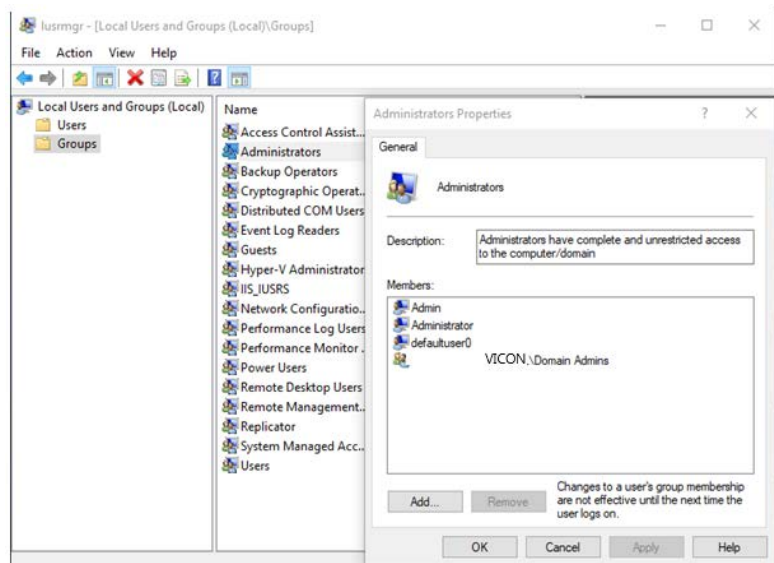 lusrmgr - [Local Users and Groups (Local)\Groups]
File Action View Help
Local Users and Groups (Local)
Users
Groups
Name
Access Control Assist...
Administrators
Backup Operators
Cryptographic Operat...
Distributed COM Users
Event Log Readers
Guests
Hyper-V Administrator
IIS_IUSRS
Network Configuratio...
Performance Log Users
Performance Monitor .
Power Users
Remote Desktop Users
Remote Management...
Replicator
System Managed Acc...
Users
Administrators Properties
?
General
Administrators
Description:
Administrators have complete and unrestricted access
to the computer/domain
Members:
Admin
Administrator
defaultuser0
VICON.\Domain Admins
Add...
Remove
Changes to a user's group membership
are not effective until the next time the
user logs on.
OK
Cancel
Apply
Help